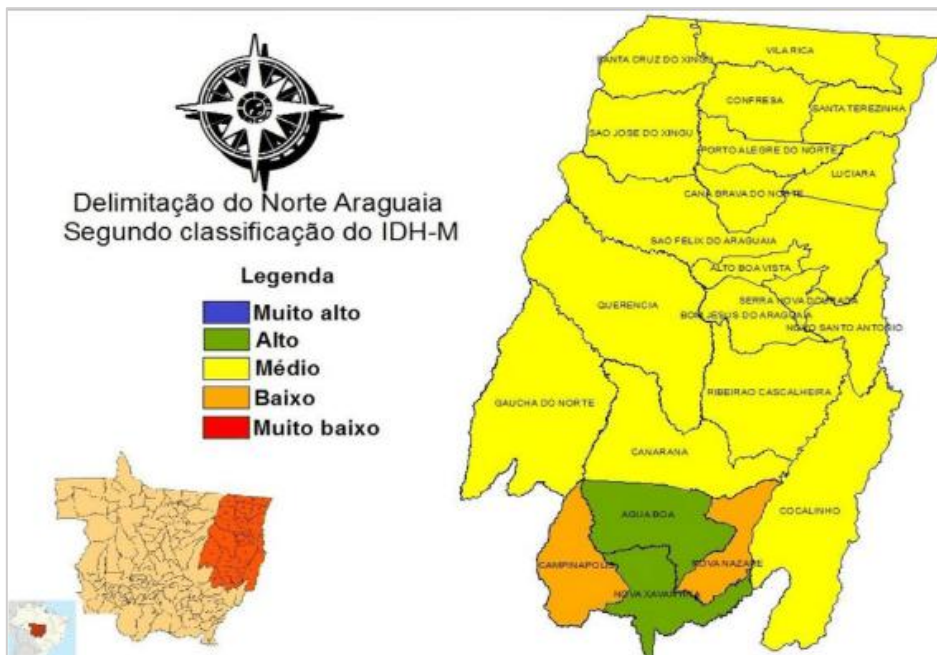 Delimitação do Norte Araguaia
Segundo classificação do IDH-M
Legenda
Muito alto
Alto
Médio
Baixo
Muito baixo
VILA RICA
SANTA CRUZ DO XINGU
CONFRESA
SANTA TEREZINHA
SAO JOSE DO XINGU
PORTO ALEGRE DO NORTE
LUCIARA
CANA BRAVA DO NORTE
SAO FELIX DO ARAGUAIA
ALTO BOA VISTA
QUERENCIA
SERRA NOVA DOURADA
BOM JESUS DO ARAGUAIA
NOVO SANTO ANTONIO
RIBEIRAO CASCALHEIRA
GAUCHA DO NORTE
CANARANA
COCALINHO
AGUA BOA
CAMPINAPOLIS
NOVA NAZARE
NOVA XAVANTINA